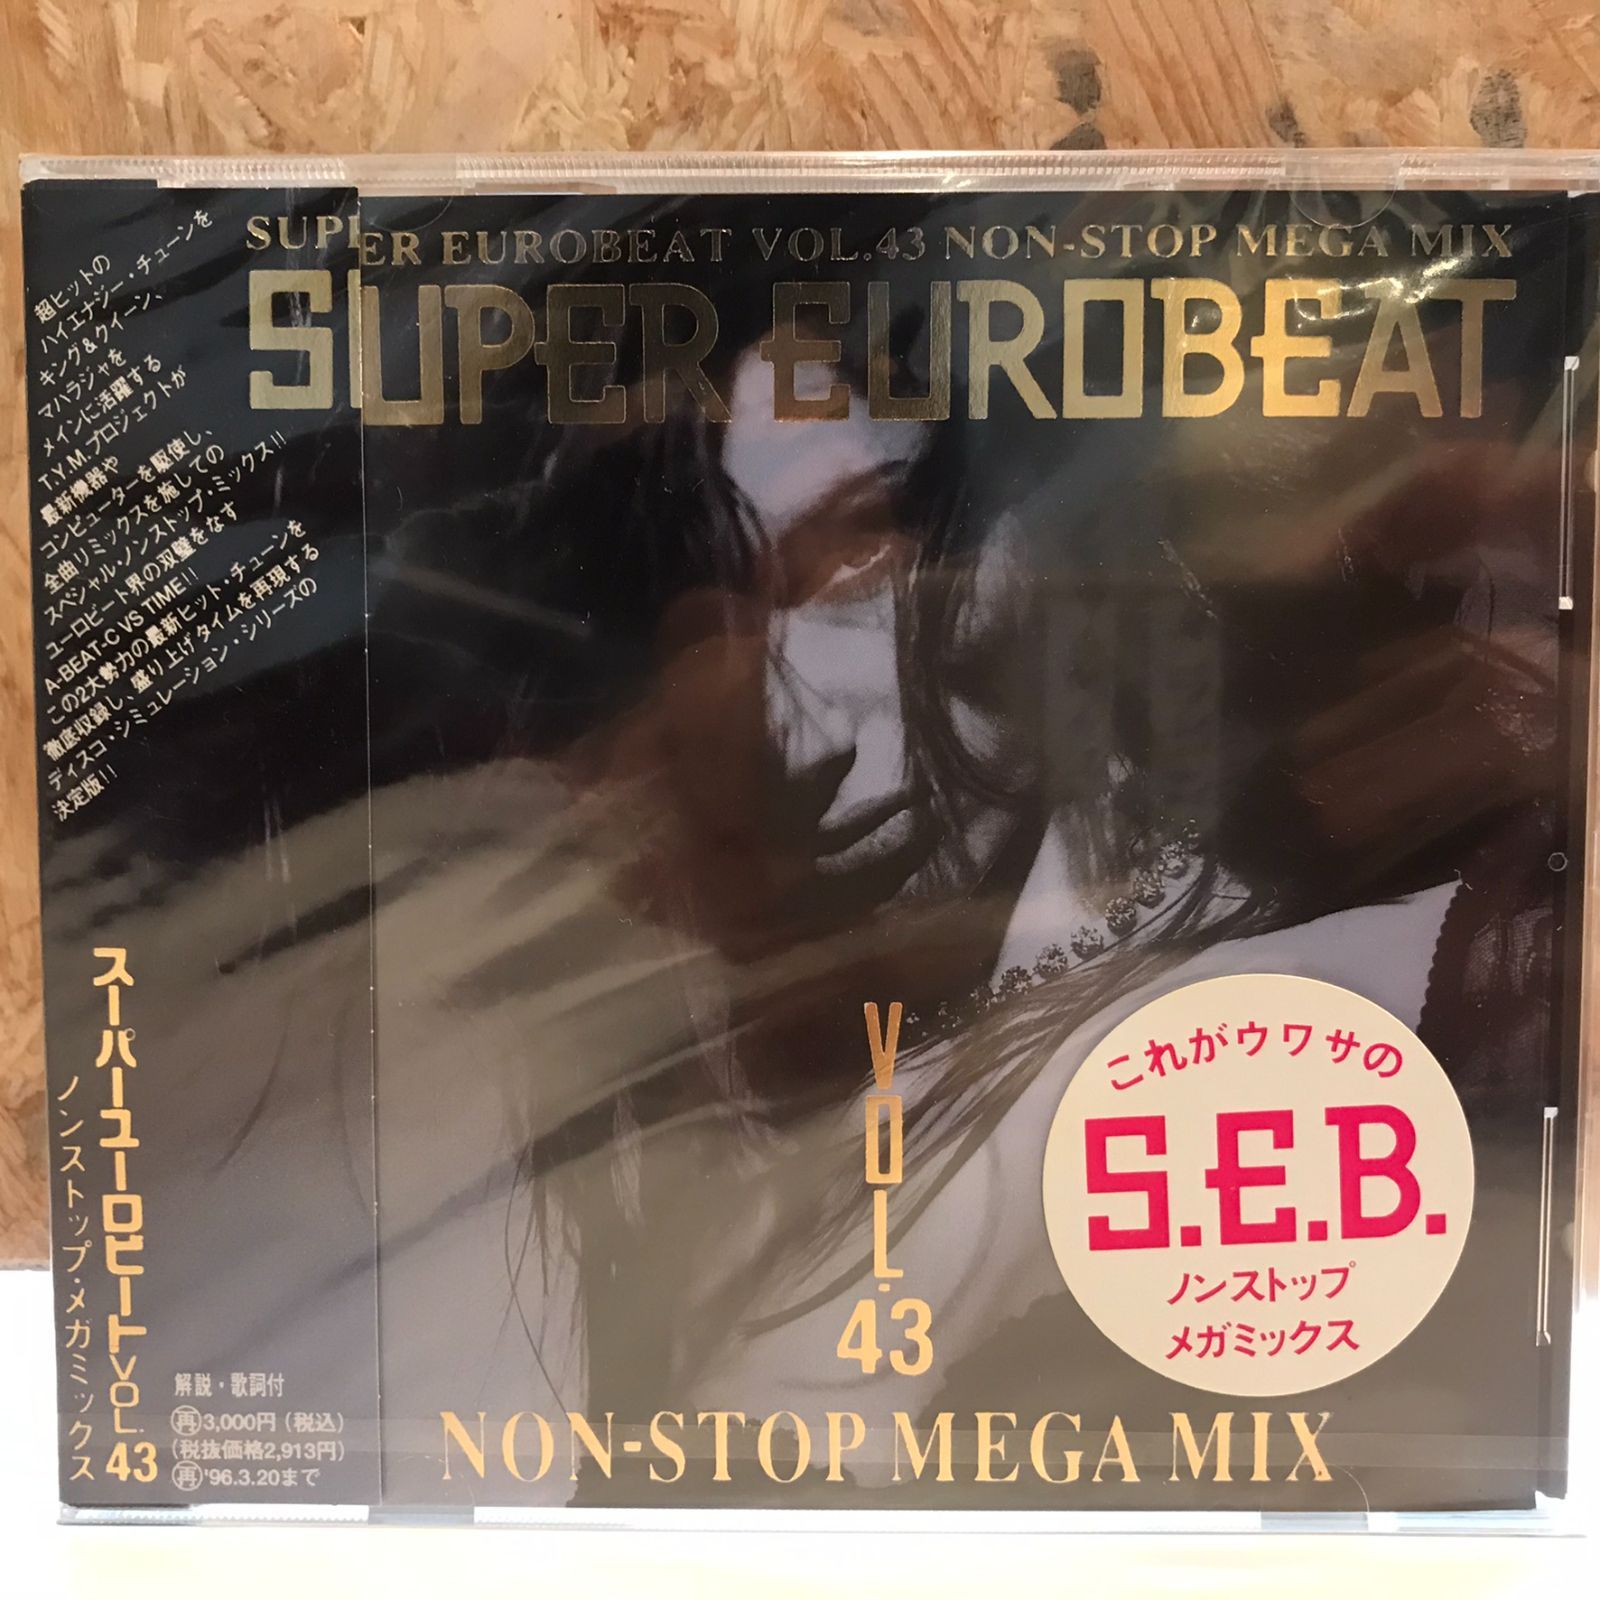 超ヒットの
ハイエナジー・チューンを
キング&クイーン、
マハラジャを
メインに活躍する
T.Y.M.プロジェクトが
最新機器や
コンピューターを駆使し、
全曲リミックスを施しての
スペシャル・ノンストップ・ミックス!!
ユーロビート界の双璧をなす
A-BEAT-C VS TIME!!
この2大勢力の最新ヒット・チューンを
徹底収録し、盛り上げタイムを再現する
ディスコ・シミュレーション・シリーズの
決定版!!
スーパーユーロビートVOL.43
ノンストップ・メガミックス
解説・歌詞付
再3,000円(税込)
(税抜価格2,913円)
再'96.3.20まで
SUPER EUROBEAT VOL.43 NON-STOP MEGA MIX
SUPER EUROBEAT
VOL.
43
NON-STOP MEGA MIX
これがウワサの
S.E.B.
ノンストップ
メガミックス